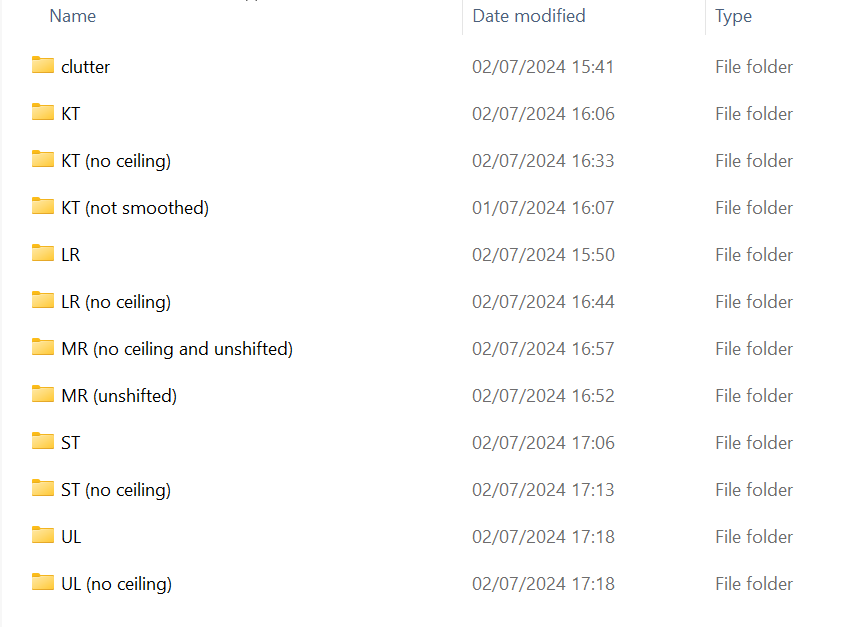 Name Date modified Type
clutter 02/07/2024 15:41 File folder
KT 02/07/2024 16:06 File folder
KT (no ceiling) 02/07/2024 16:33 File folder
KT (not smoothed) 01/07/2024 16:07 File folder
LR 02/07/2024 15:50 File folder
LR (no ceiling) 02/07/2024 16:44 File folder
MR (no ceiling and unshifted) 02/07/2024 16:57 File folder
MR (unshifted) 02/07/2024 16:52 File folder
ST 02/07/2024 17:06 File folder
ST (no ceiling) 02/07/2024 17:13 File folder
UL 02/07/2024 17:18 File folder
UL (no ceiling) 02/07/2024 17:18 File folder